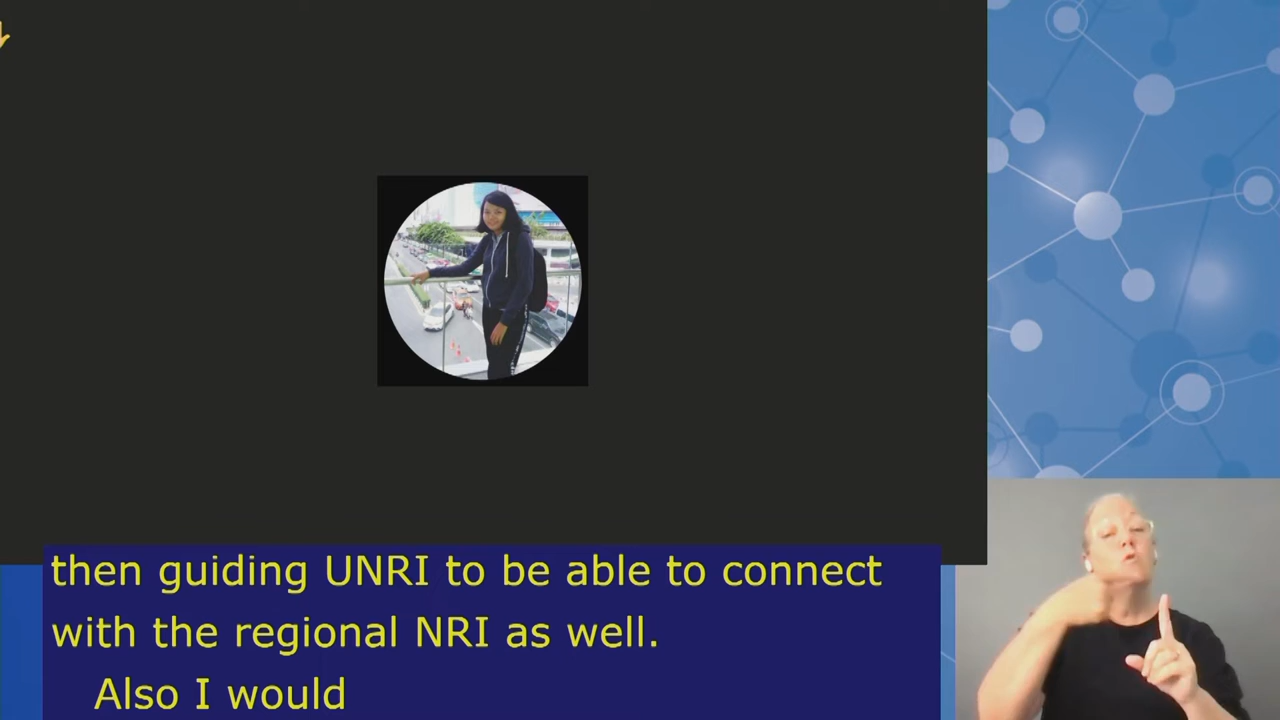 then guiding UNRI to be able to connect
with the regional NRI as well.
Also I would